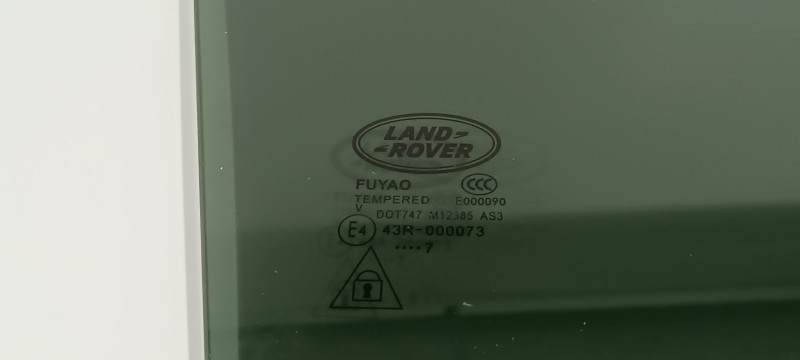 LAND
ROVER
FUYAO CCC
TEMPERED E000090
V
DOT747 M12385 AS3
E4 43R-000073
····7